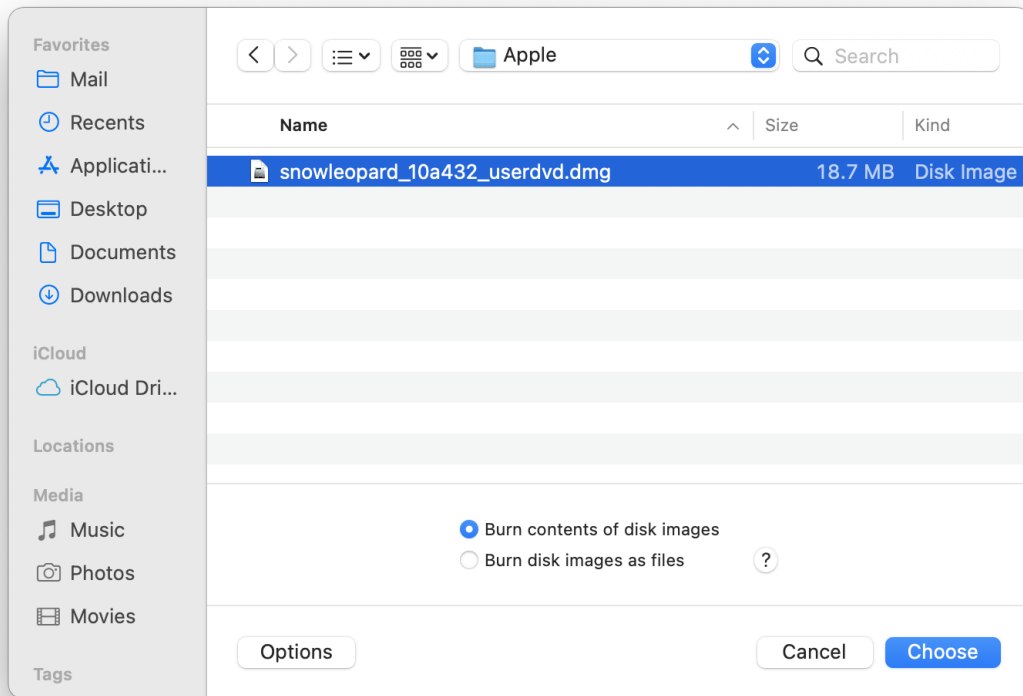 Favorites
Mail
Recents
Applicati...
Desktop
Documents
Downloads
iCloud
iCloud Dri...
Locations
Media
Music
Photos
Movies
Tags
Apple
Search
Name Size Kind
snowleopard_10a432_userdvd.dmg 18.7 MB Disk Image
Burn contents of disk images
Burn disk images as files ?
Options Cancel Choose